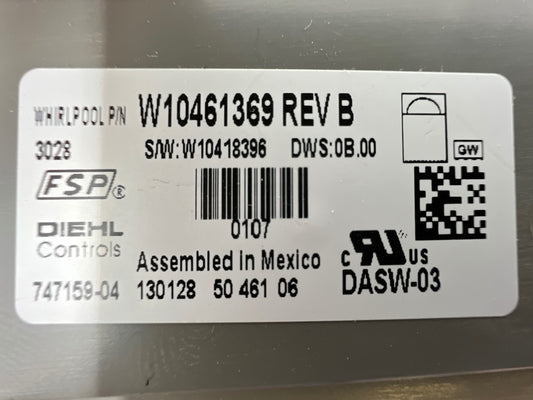 WHIRLPOOL P/N W10461369 REV B
3028 S/W:W10418396 DWS:0B.00
GW
FSP®
0107
DIEHL
Controls
Assembled in Mexico
c RU US
747159-04 130128 50 461 06 DASW-03